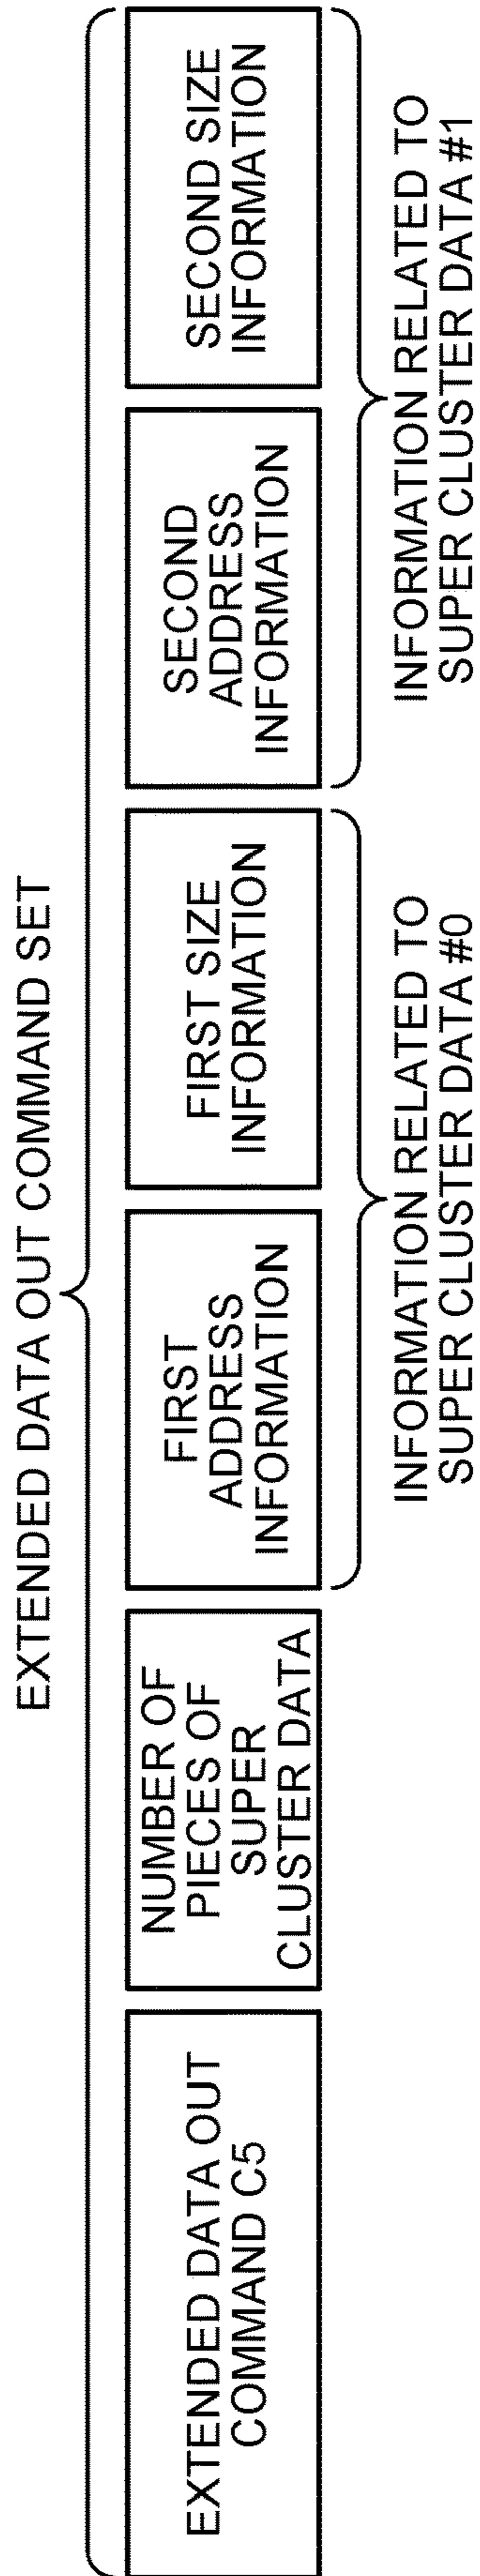 EXTENDED DATA OUT COMMAND SET
EXTENDED DATA OUT
COMMAND C5
NUMBER OF
PIECES OF
SUPER
CLUSTER DATA
FIRST
ADDRESS
INFORMATION
FIRST SIZE
INFORMATION
SECOND
ADDRESS
INFORMATION
SECOND SIZE
INFORMATION
INFORMATION RELATED TO
SUPER CLUSTER DATA #0
INFORMATION RELATED TO
SUPER CLUSTER DATA #1